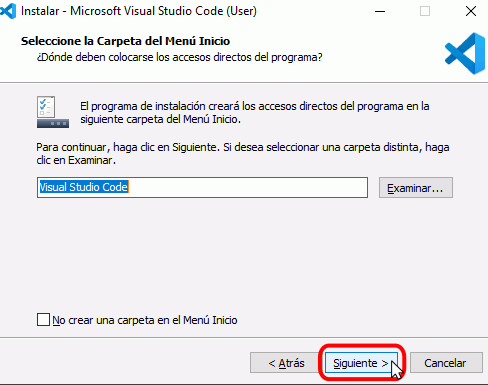 Instalar - Microsoft Visual Studio Code (User)
Seleccione la Carpeta del Menú Inicio
¿Dónde deben colocarse los accesos directos del programa?
El programa de instalación creará los accesos directos del programa en la
siguiente carpeta del Menú Inicio.
Para continuar, haga clic en Siguiente. Si desea seleccionar una carpeta distinta, haga
clic en Examinar.
Visual Studio Code
Examinar...
No crear una carpeta en el Menú Inicio
< Atrás
Siguiente >
Cancelar